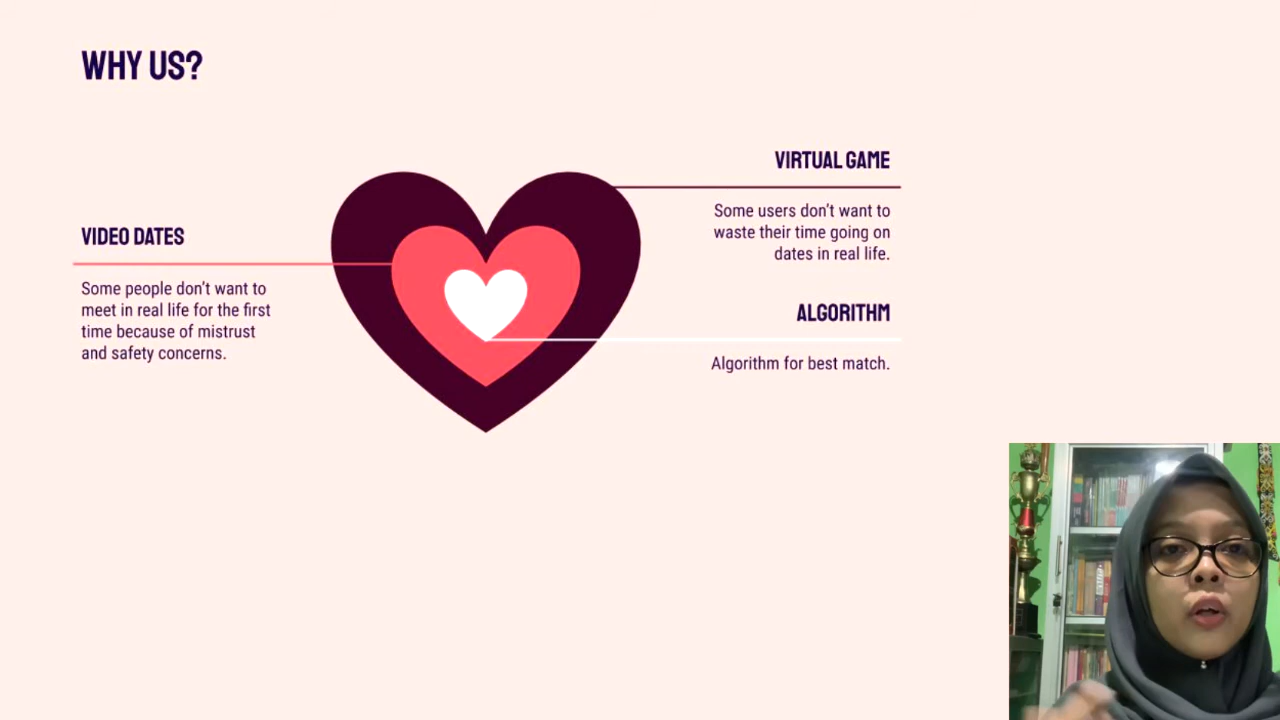 WHY US?
VIDEO DATES
Some people don't want to
meet in real life for the first
time because of mistrust
and safety concerns.
VIRTUAL GAME
Some users don't want to
waste their time going on
dates in real life.
ALGORITHM
Algorithm for best match.